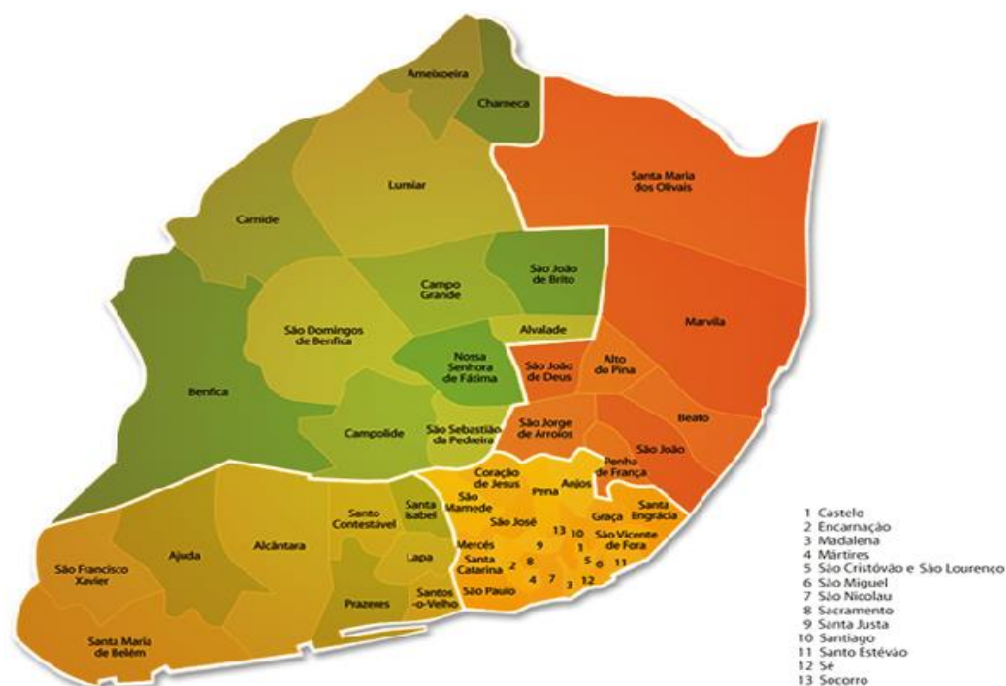 Ameixoeira
Charneca
Santa Maria
dos Olivais
Lumiar
Carnide
São João
de Brito
Campo
Grande
Marvila
São Domingos
de Benfica
Alvalade
Nossa
Senhora
de Fátima
São João
de Deus
Alto
do Pina
Benfica
Beato
Campolide
São Sebastião
da Pedreira
São Jorge
de Arroios
São João
Penha
de França
Coração
de Jesus
Pena
Anjos
São
Mamede
Santa
Isabel
Santo
Contestável
Graça
Santa
Engrácia
São José
13
10
São Vicente
de Fora
Ajuda
Alcântara
Mercés
9
1
Lapa
Santa
Catarina
2
8
5
6
11
São Francisco
Xavier
4
7
3
12
São Paulo
Prazeres
Santos
-o-Velho
Santa Maria
de Belém
1 Castelo
2 Encarnação
3 Madalena
4 Mártires
5 São Cristóvão e São Lourenço
6 São Miguel
7 São Nicolau
8 Sacramento
9 Santa Justa
10 Santiago
11 Santo Estêvão
12 Sé
13 Socorro